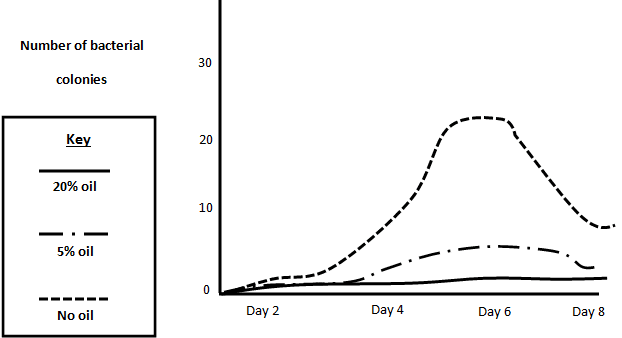 Number of bacterial
colonies
Key
20% oil
5% oil
No oil
30
20
10
0
Day 2
Day 4
Day 6
Day 8